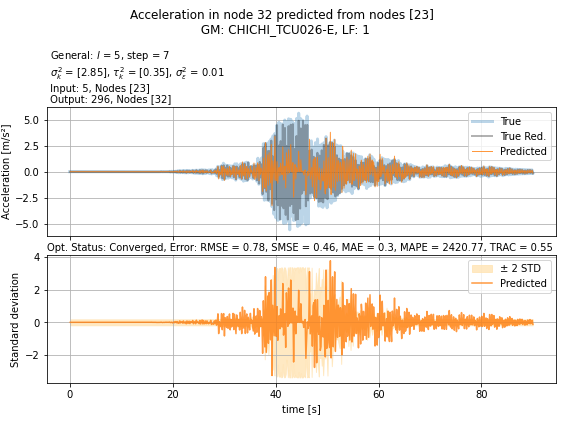 Acceleration in node 32 predicted from nodes [23]
GM: CHICHI_TCU026-E, LF: 1
General: l = 5, step = 7
σ²ₖ = [2.85], τ²ₖ = [0.35], σ²ε = 0.01
Input: 5, Nodes [23]
Output: 296, Nodes [32]
Acceleration [m/s²]
5.0
2.5
0.0
−2.5
−5.0
True
True Red.
Predicted
Opt. Status: Converged, Error: RMSE = 0.78, SMSE = 0.46, MAE = 0.3, MAPE = 2420.77, TRAC = 0.55
Standard deviation
4
2
0
−2
± 2 STD
Predicted
0 20 40 60 80
time [s]